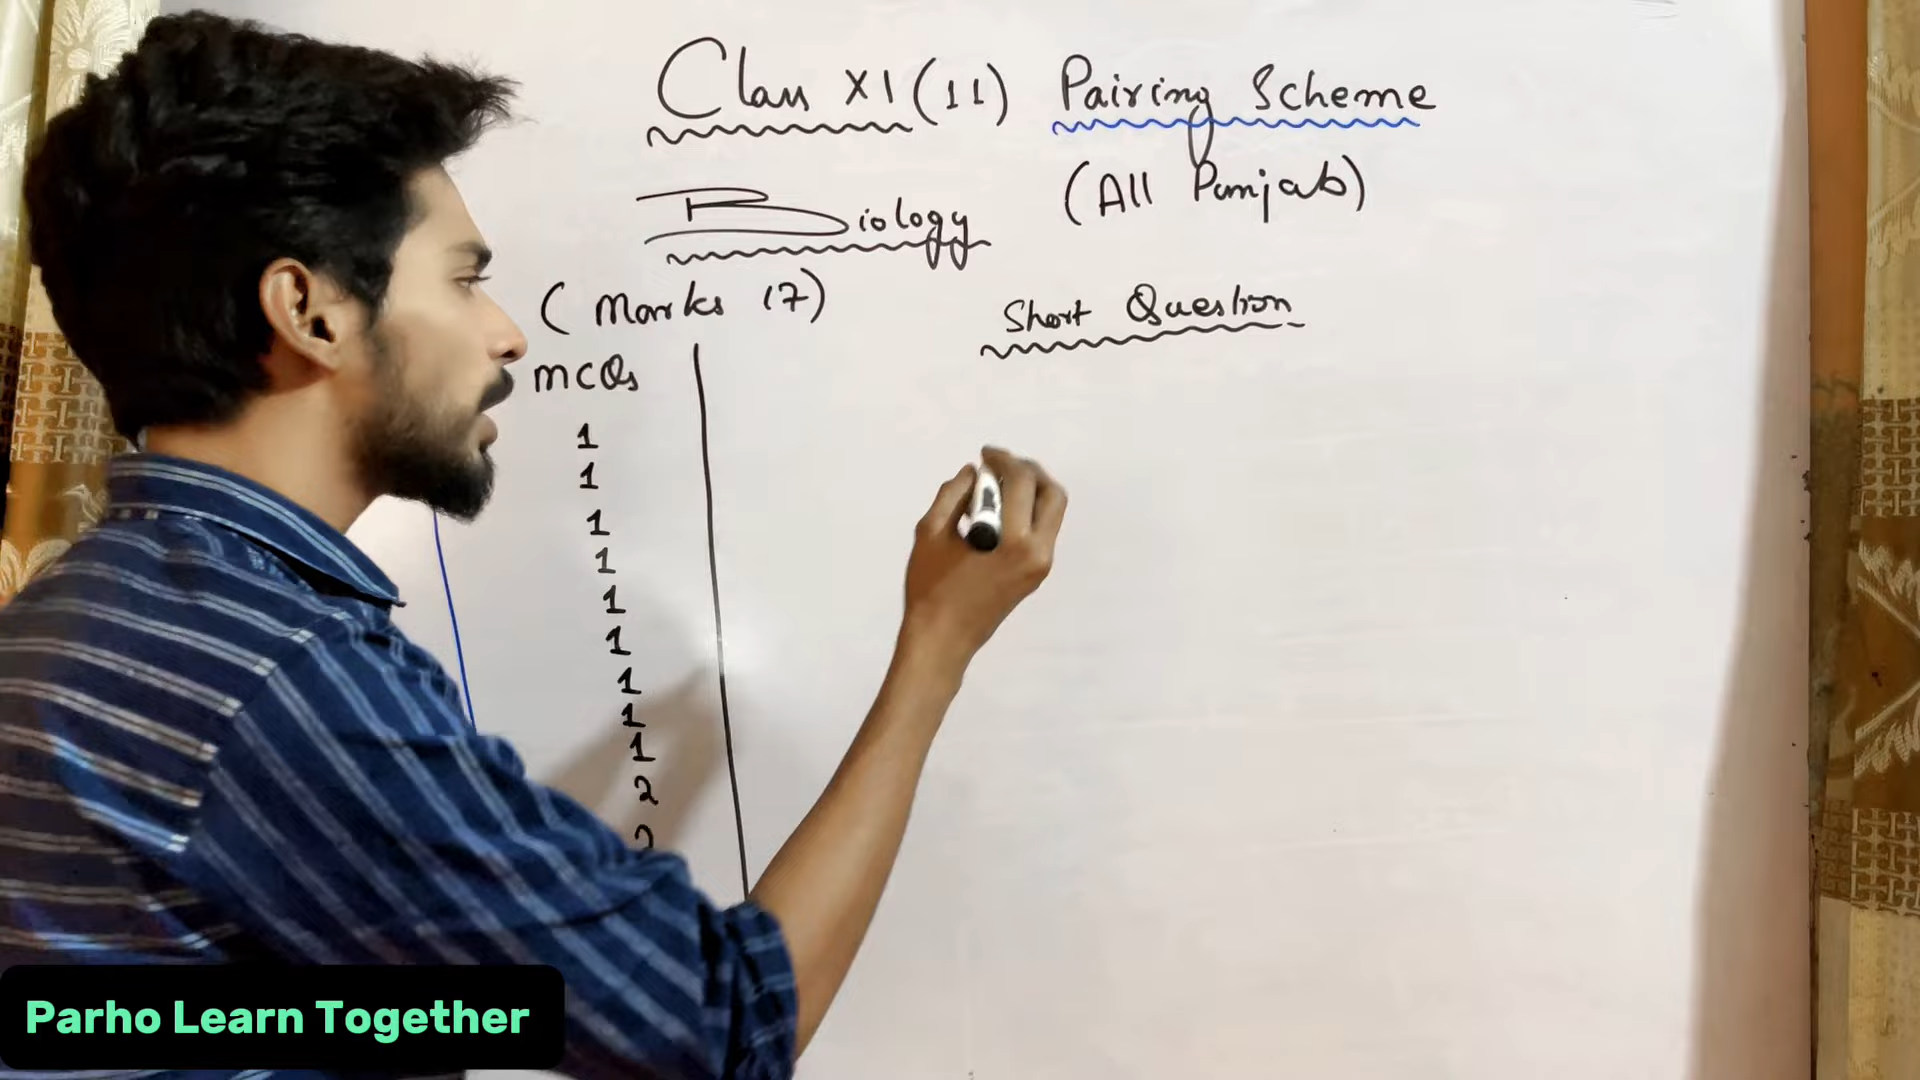 Class XI (11) Pairing Scheme
(All Punjab)
Biology
(Marks 17)
Short Question
MCQs
1
1
1
1
1
1
1
1
1
2
2
Parho Learn Together